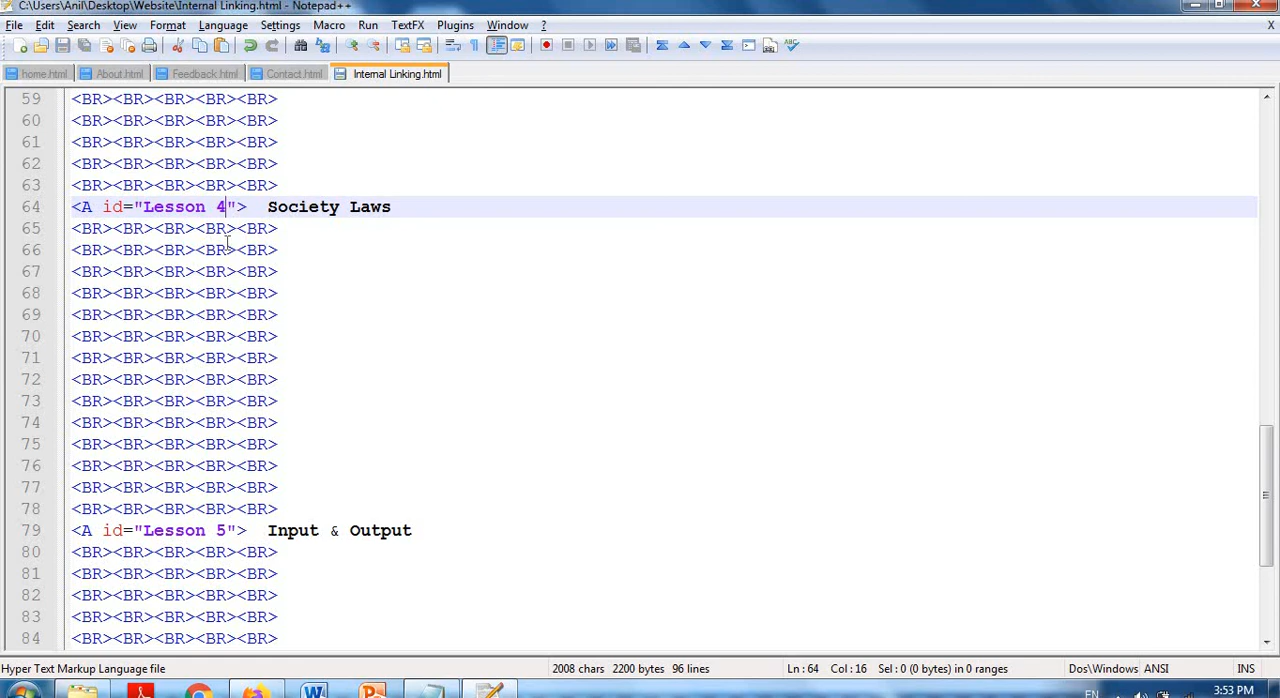 C:\Users\Anil\Desktop\Website\Internal Linking.html - Notepad++
File Edit Search View Format Language Settings Macro Run TextFX Plugins Window ? X
home.html About.html Feedback.html Contact.html Internal Linking.html
59 <BR><BR><BR><BR><BR>
60 <BR><BR><BR><BR><BR>
61 <BR><BR><BR><BR><BR>
62 <BR><BR><BR><BR><BR>
63 <BR><BR><BR><BR><BR>
64 <A id="Lesson 4">  Society Laws
65 <BR><BR><BR><BR><BR>
66 <BR><BR><BR><BR><BR>
67 <BR><BR><BR><BR><BR>
68 <BR><BR><BR><BR><BR>
69 <BR><BR><BR><BR><BR>
70 <BR><BR><BR><BR><BR>
71 <BR><BR><BR><BR><BR>
72 <BR><BR><BR><BR><BR>
73 <BR><BR><BR><BR><BR>
74 <BR><BR><BR><BR><BR>
75 <BR><BR><BR><BR><BR>
76 <BR><BR><BR><BR><BR>
77 <BR><BR><BR><BR><BR>
78 <BR><BR><BR><BR><BR>
79 <A id="Lesson 5">  Input & Output
80 <BR><BR><BR><BR><BR>
81 <BR><BR><BR><BR><BR>
82 <BR><BR><BR><BR><BR>
83 <BR><BR><BR><BR><BR>
84 <BR><BR><BR><BR><BR>
Hyper Text Markup Language file 2008 chars 2200 bytes 96 lines Ln : 64 Col : 16 Sel : 0 (0 bytes) in 0 ranges Dos\Windows ANSI INS
EN 3:53 PM